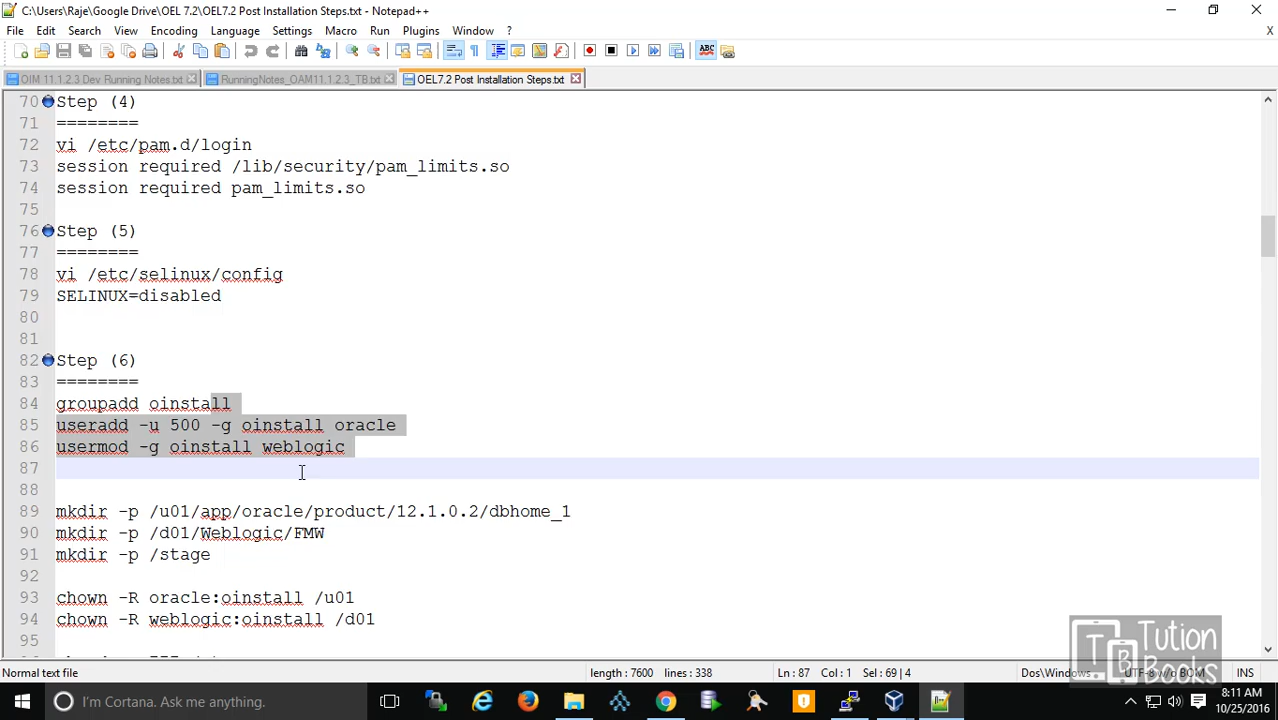 C:\Users\Raje\Google Drive\OEL 7.2\OEL7.2 Post Installation Steps.txt - Notepad++
File Edit Search View Encoding Language Settings Macro Run Plugins Window ?
X
OIM 11.1.2.3 Dev Running Notes.txt RunningNotes_OAM11.1.2.3_TB.txt OEL7.2 Post Installation Steps.txt
70 Step (4)
71 ========
72 vi /etc/pam.d/login
73 session required /lib/security/pam_limits.so
74 session required pam_limits.so
75
76 Step (5)
77 ========
78 vi /etc/selinux/config
79 SELINUX=disabled
80
81
82 Step (6)
83 ========
84 groupadd oinstall
85 useradd -u 500 -g oinstall oracle
86 usermod -g oinstall weblogic
87
88
89 mkdir -p /u01/app/oracle/product/12.1.0.2/dbhome_1
90 mkdir -p /d01/Weblogic/FMW
91 mkdir -p /stage
92
93 chown -R oracle:oinstall /u01
94 chown -R weblogic:oinstall /d01
95
Tution
TB Books
Normal text file length : 7600 lines : 338 Ln : 87 Col : 1 Sel : 69 | 4 Dos\Windows UTF-8 w/o BOM INS
I'm Cortana. Ask me anything.
8:11 AM
10/25/2016